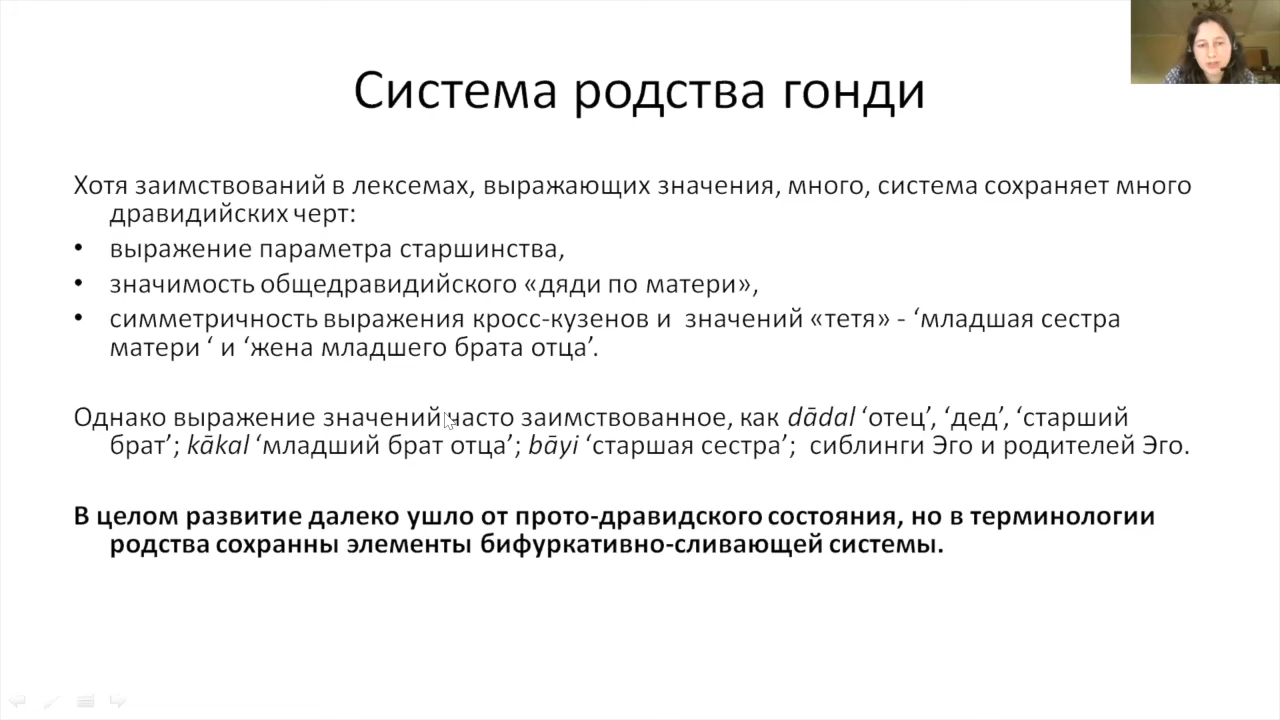 Система родства гонди
Хотя заимствований в лексемах, выражающих значения, много, система сохраняет много
дравидийских черт:
• выражение параметра старшинства,
• значимость общедравидийского «дяди по матери»,
• симметричность выражения кросс-кузенов и  значений «тетя» - ‘младшая сестра
матери ‘ и ‘жена младшего брата отца’.
Однако выражение значений часто заимствованное, как dādal ‘отец’, ‘дед’, ‘старший
брат’; kākal ‘младший брат отца’; bāyi ‘старшая сестра’;  сиблинги Эго и родителей Эго.
В целом развитие далеко ушло от прото-дравидского состояния, но в терминологии
родства сохранны элементы бифуркативно-сливающей системы.